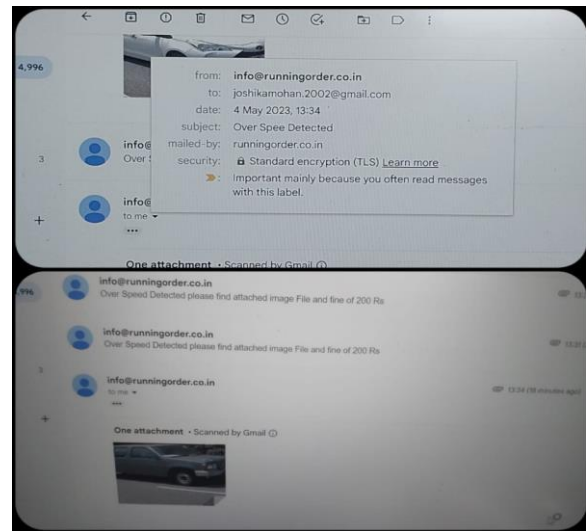 4,996
from: info@runningorder.co.in
to: joshikamohan.2002@gmail.com
date: 4 May 2023, 13:34
subject: Over Spee Detected
mailed-by: runningorder.co.in
security: Standard encryption (TLS) Learn more
Important mainly because you often read messages
with this label.
3
info@
Over
info@
to me
One attachment • Scanned by Gmail
info@runningorder.co.in
Over Speed Detected please find attached image File and fine of 200 Rs
info@runningorder.co.in
Over Speed Detected please find attached image File and fine of 200 Rs
3
info@runningorder.co.in
to me
One attachment • Scanned by Gmail